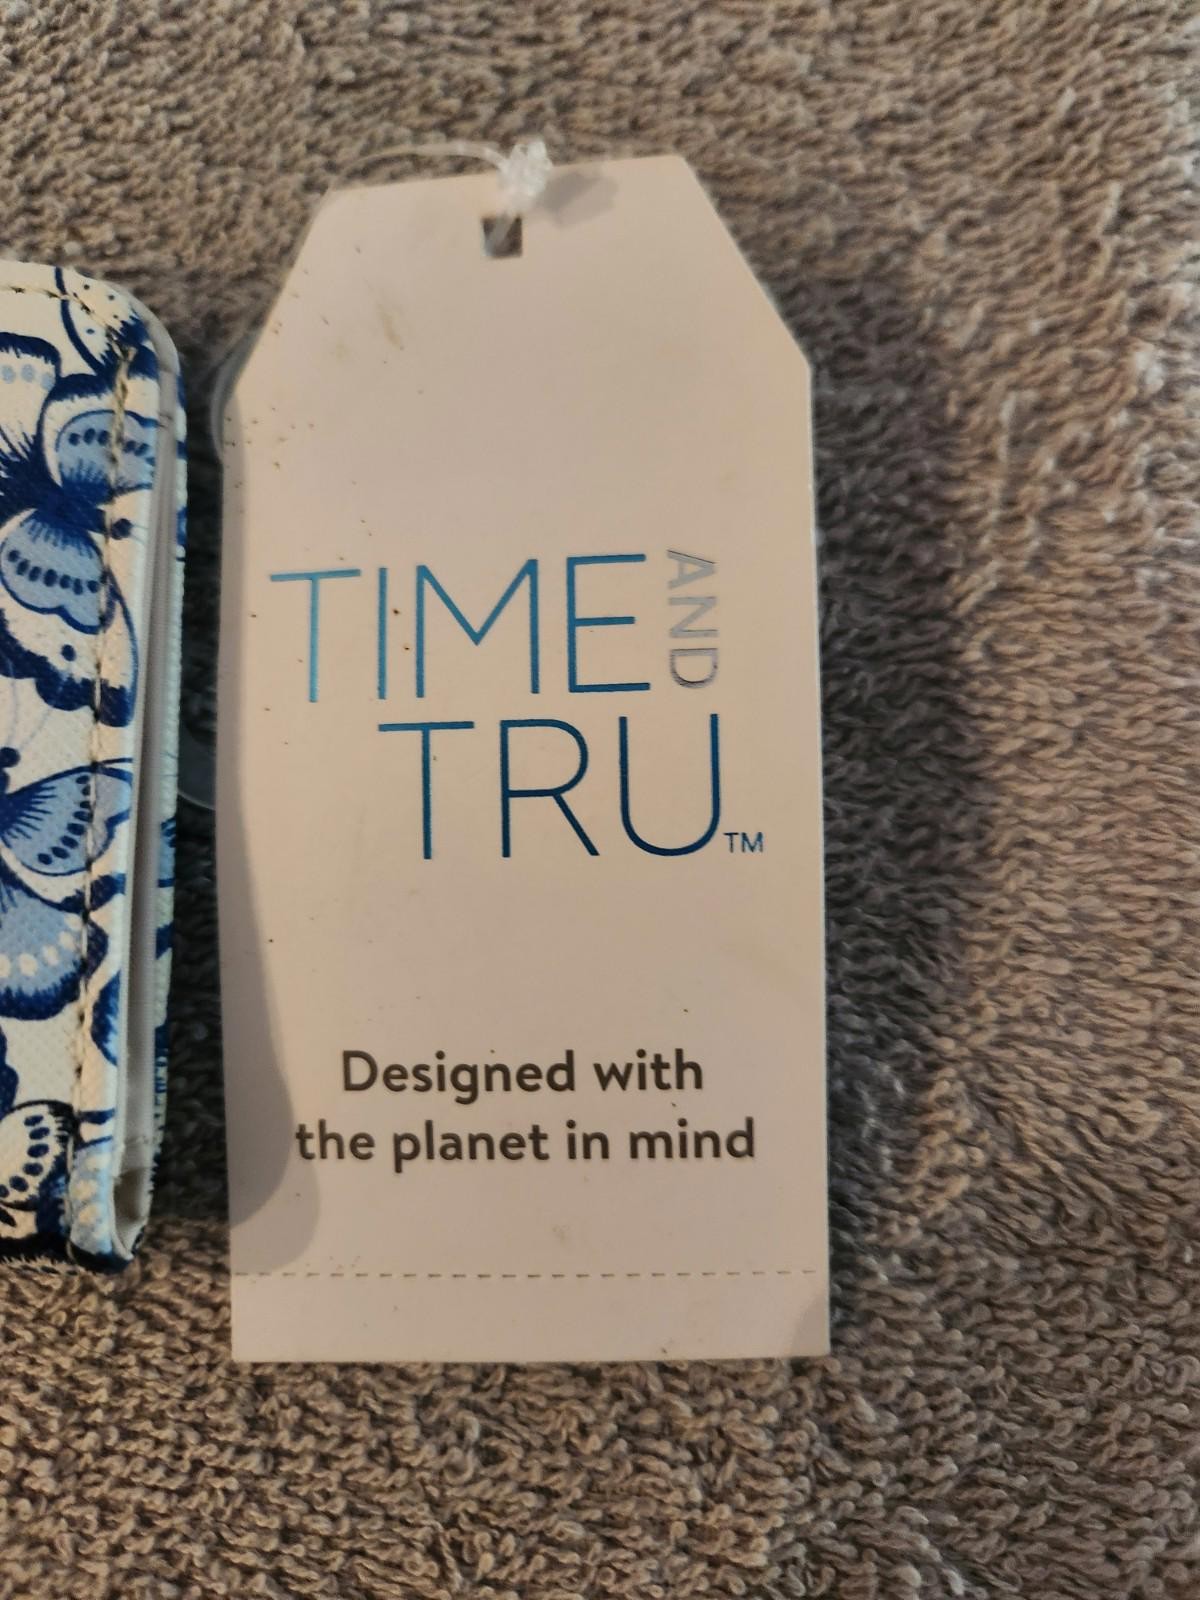 TIME AND
TRU™
Designed with
the planet in mind